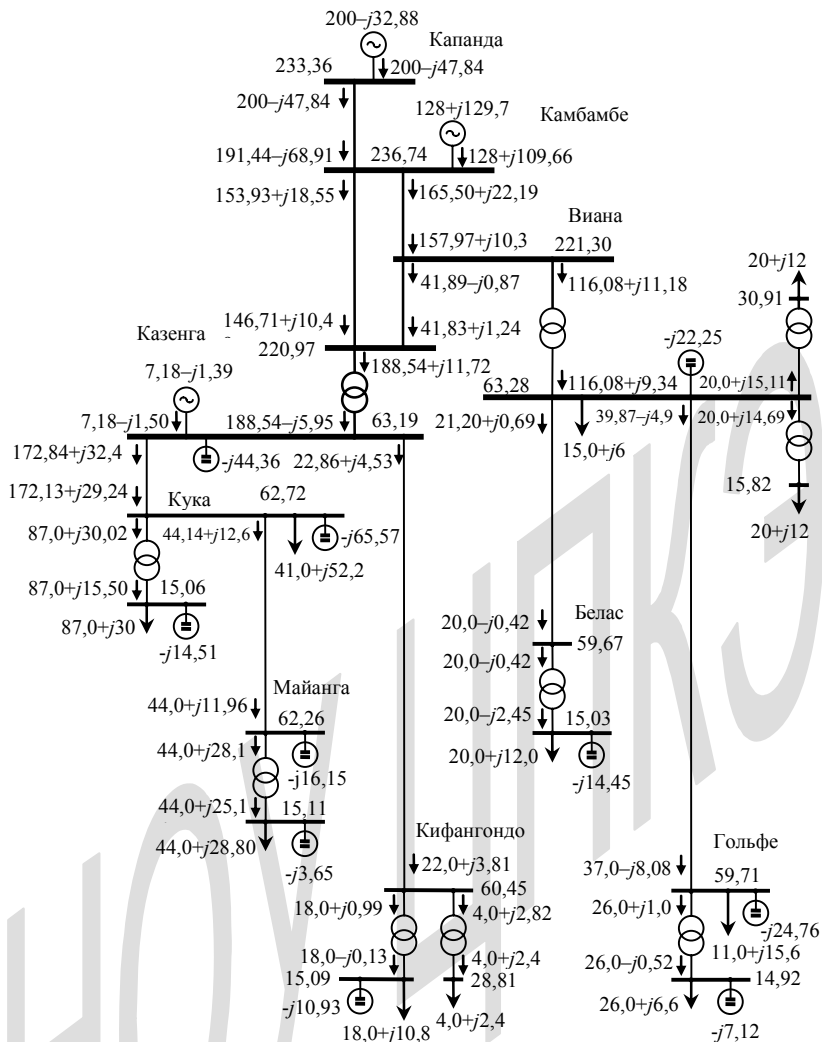 200–j32,88
Капанда
233,36
200–j47,84
200–j47,84
128+j129,7
Камбамбе
191,44–j68,91
236,74
128+j109,66
153,93+j18,55
165,50+j22,19
Виана
157,97+j10,3
221,30
20+j12
41,89–j0,87
116,08+j11,18
30,91
146,71+j10,4
41,83+j1,24
Казенга
220,97
-j22,25
7,18–j1,39
188,54+j11,72
63,28
116,08+j9,34
20,0+j15,11
7,18–j1,50
188,54–j5,95
63,19
21,20+j0,69
39,87–j4,9
20,0+j14,69
172,84+j32,4
-j44,36
22,86+j4,53
15,0+j6
172,13+j29,24
15,82
Кука
62,72
87,0+j30,02
44,14+j12,6
-j65,57
20+j12
41,0+j52,2
87,0+j15,50
15,06
87,0+j30
-j14,51
20,0–j0,42
Белас
20,0–j0,42
59,67
Майанга
44,0+j11,96
62,26
20,0–j2,45
15,03
44,0+j28,1
-j16,15
20,0+j12,0
-j14,45
44,0+j25,1
15,11
44,0+j28,80
-j3,65
Кифангондо
Гольфе
22,0+j3,81
37,0–j8,08
60,45
59,71
18,0+j0,99
4,0+j2,82
26,0+j1,0
-j24,76
11,0+j15,6
18,0–j0,13
4,0+j2,4
26,0–j0,52
15,09
28,81
14,92
-j10,93
4,0+j2,4
26,0+j6,6
-j7,12
18,0+j10,8
НОУ ЦПКЭ